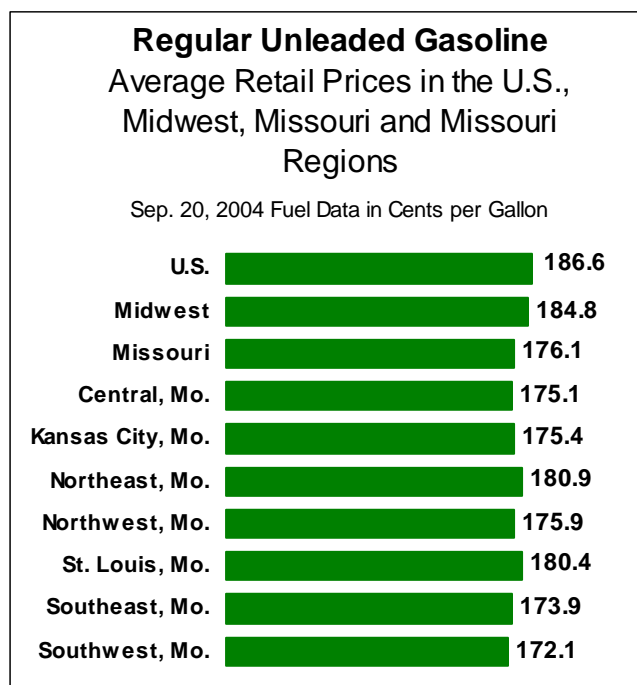 Regular Unleaded Gasoline
Average Retail Prices in the U.S.,
Midwest, Missouri and Missouri
Regions
Sep. 20, 2004 Fuel Data in Cents per Gallon
U.S. 186.6
Midwest 184.8
Missouri 176.1
Central, Mo. 175.1
Kansas City, Mo. 175.4
Northeast, Mo. 180.9
Northwest, Mo. 175.9
St. Louis, Mo. 180.4
Southeast, Mo. 173.9
Southwest, Mo. 172.1